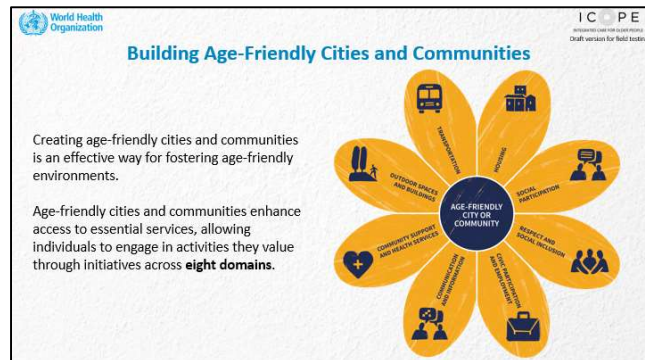 World Health
Organization
ICOPE
INTEGRATED CARE FOR OLDER PEOPLE
Draft version for field testing
Building Age-Friendly Cities and Communities
Creating age-friendly cities and communities
is an effective way for fostering age-friendly
environments.
Age-friendly cities and communities enhance
access to essential services, allowing
individuals to engage in activities they value
through initiatives across eight domains.
TRANSPORTATION
HOUSING
SOCIAL
PARTICIPATION
RESPECT AND
SOCIAL INCLUSION
CIVIC PARTICIPATION
AND EMPLOYMENT
COMMUNICATION
AND INFORMATION
COMMUNITY SUPPORT
AND HEALTH SERVICES
OUTDOOR SPACES
AND BUILDINGS
AGE-FRIENDLY
CITY OR
COMMUNITY